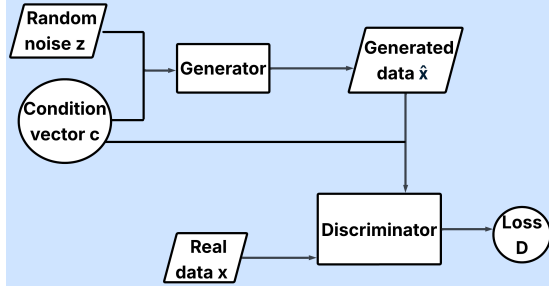 Random
noise z
Generator
Generated
data x̂
Condition
vector c
Discriminator
Loss
D
Real
data x